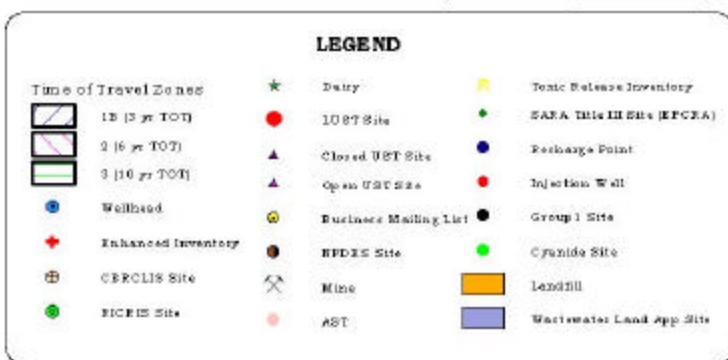 LEGEND
Time of Travel Zones
1B (3 yr TOT)
2 (6 yr TOT)
3 (10 yr TOT)
Wellhead
Enhanced Inventory
CERCLIS Site
RICRIS Site
Dairy
LUST Site
Closed UST Site
Open UST Site
Business Mailing List
NPDES Site
Mine
AST
Toxic Release Inventory
SARA Title III Site (EPCRA)
Recharge Point
Injection Well
Group 1 Site
Cyanide Site
Landfill
Wastewater Land App Site